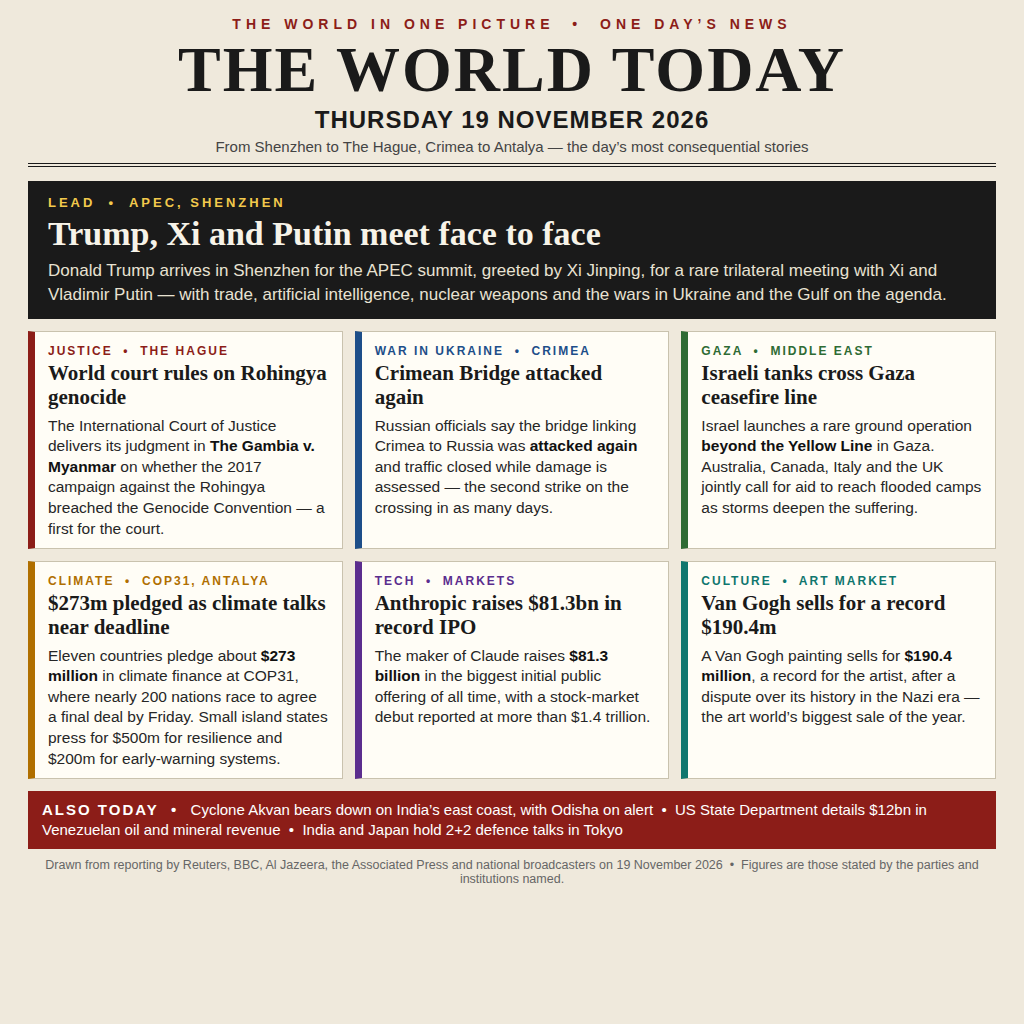 THE WORLD IN ONE PICTURE • ONE DAY’S NEWS
THE WORLD TODAY
THURSDAY 19 NOVEMBER 2026
From Shenzhen to The Hague, Crimea to Antalya — the day’s most consequential stories
LEAD • APEC, SHENZHEN
Trump, Xi and Putin meet face to face
Donald Trump arrives in Shenzhen for the APEC summit, greeted by Xi Jinping, for a rare trilateral meeting with Xi and
Vladimir Putin — with trade, artificial intelligence, nuclear weapons and the wars in Ukraine and the Gulf on the agenda.
JUSTICE • THE HAGUE
World court rules on Rohingya
genocide
The International Court of Justice
delivers its judgment in The Gambia v.
Myanmar on whether the 2017
campaign against the Rohingya
breached the Genocide Convention — a
first for the court.
WAR IN UKRAINE • CRIMEA
Crimean Bridge attacked
again
Russian officials say the bridge linking
Crimea to Russia was attacked again
and traffic closed while damage is
assessed — the second strike on the
crossing in as many days.
GAZA • MIDDLE EAST
Israeli tanks cross Gaza
ceasefire line
Israel launches a rare ground operation
beyond the Yellow Line in Gaza.
Australia, Canada, Italy and the UK
jointly call for aid to reach flooded camps
as storms deepen the suffering.
CLIMATE • COP31, ANTALYA
$273m pledged as climate talks
near deadline
Eleven countries pledge about $273
million in climate finance at COP31,
where nearly 200 nations race to agree
a final deal by Friday. Small island states
press for $500m for resilience and
$200m for early-warning systems.
TECH • MARKETS
Anthropic raises $81.3bn in
record IPO
The maker of Claude raises $81.3
billion in the biggest initial public
offering of all time, with a stock-market
debut reported at more than $1.4 trillion.
CULTURE • ART MARKET
Van Gogh sells for a record
$190.4m
A Van Gogh painting sells for $190.4
million, a record for the artist, after a
dispute over its history in the Nazi era —
the art world’s biggest sale of the year.
ALSO TODAY • Cyclone Akvan bears down on India’s east coast, with Odisha on alert • US State Department details $12bn in
Venezuelan oil and mineral revenue • India and Japan hold 2+2 defence talks in Tokyo
Drawn from reporting by Reuters, BBC, Al Jazeera, the Associated Press and national broadcasters on 19 November 2026 • Figures are those stated by the parties and
institutions named.